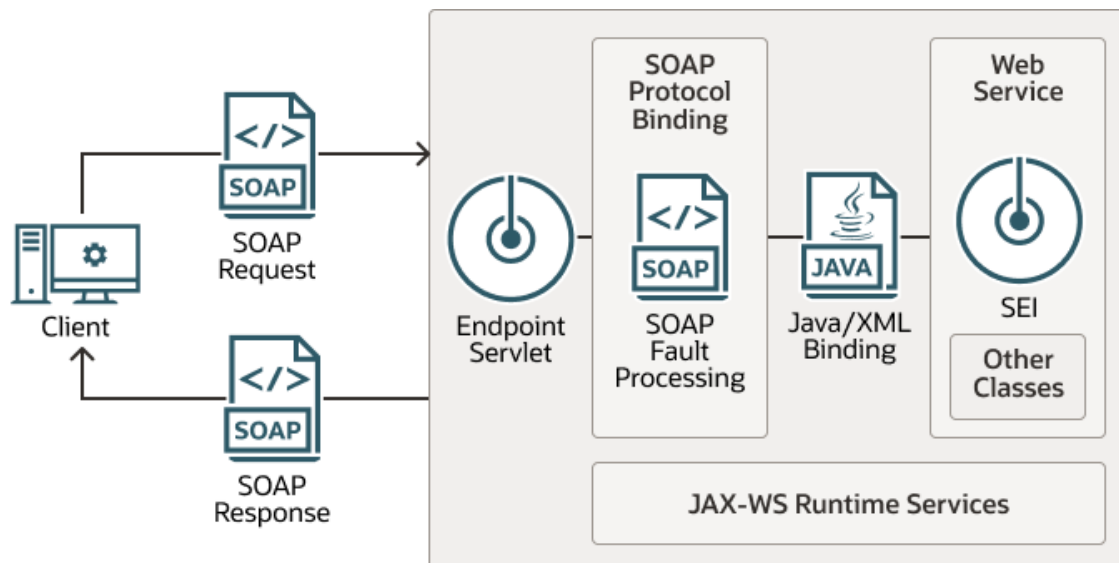 </>
SOAP
SOAP
Request
Client
</>
SOAP
SOAP
Response
Endpoint
Servlet
SOAP
Protocol
Binding
</>
SOAP
SOAP
Fault
Processing
JAVA
Java/XML
Binding
Web
Service
SEI
Other
Classes
JAX-WS Runtime Services